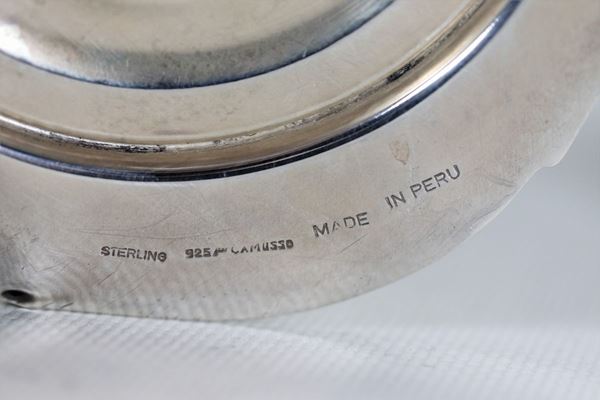 STERLING 925 CAMUSSO MADE IN PERU